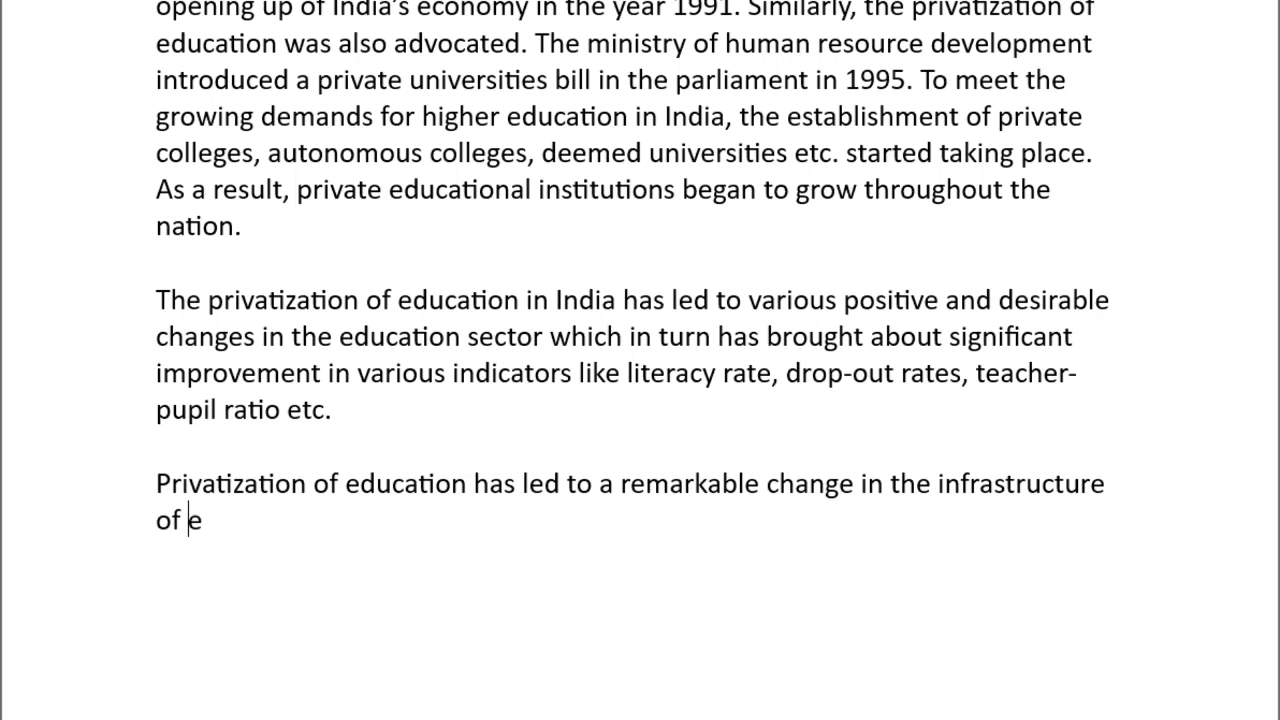 opening up of India's economy in the year 1991. Similarly, the privatization of
education was also advocated. The ministry of human resource development
introduced a private universities bill in the parliament in 1995. To meet the
growing demands for higher education in India, the establishment of private
colleges, autonomous colleges, deemed universities etc. started taking place.
As a result, private educational institutions began to grow throughout the
nation.
The privatization of education in India has led to various positive and desirable
changes in the education sector which in turn has brought about significant
improvement in various indicators like literacy rate, drop-out rates, teacher-
pupil ratio etc.
Privatization of education has led to a remarkable change in the infrastructure
of e